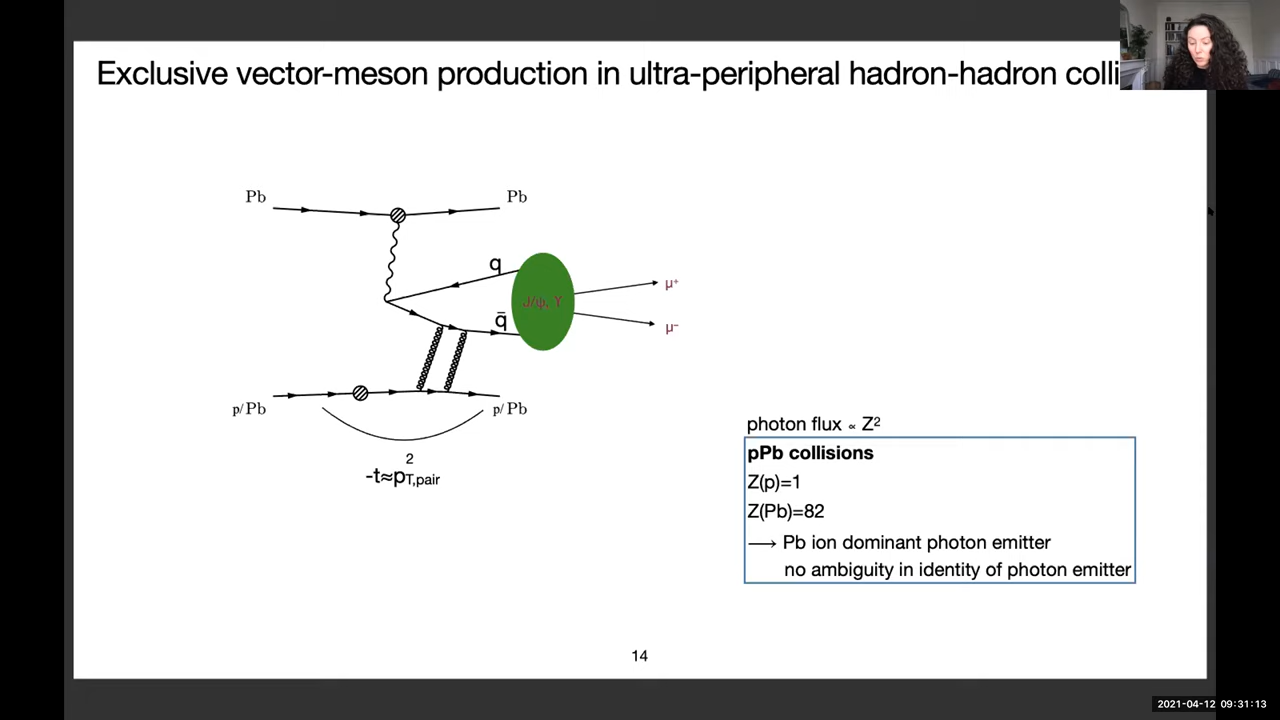 Exclusive vector-meson production in ultra-peripheral hadron-hadron colli
Pb
Pb
q
J/ψ, Υ
μ⁺
q̄
μ⁻
p/Pb
p/Pb
-t≈p²T,pair
photon flux ∝ Z²
pPb collisions
Z(p)=1
Z(Pb)=82
⟶ Pb ion dominant photon emitter
no ambiguity in identity of photon emitter
14
2021-04-12 09:31:13